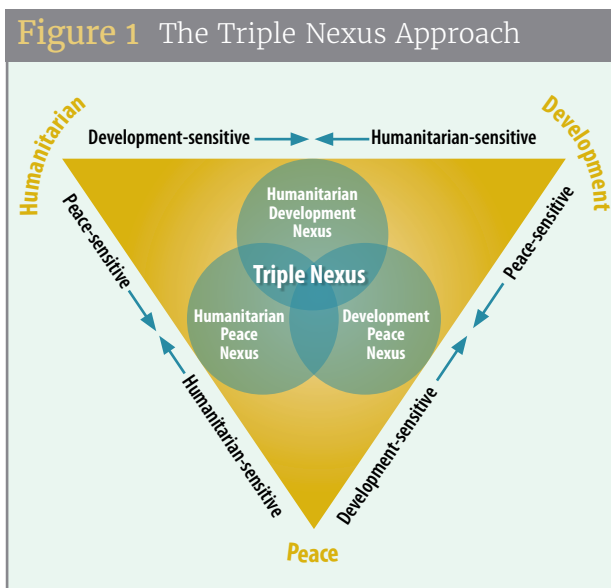 Figure 1 The Triple Nexus Approach
Humanitarian
Development
Development-sensitive
Humanitarian-sensitive
Peace-sensitive
Peace-sensitive
Humanitarian
Development
Nexus
Triple Nexus
Humanitarian
Peace
Nexus
Development
Peace
Nexus
Humanitarian-sensitive
Development-sensitive
Peace